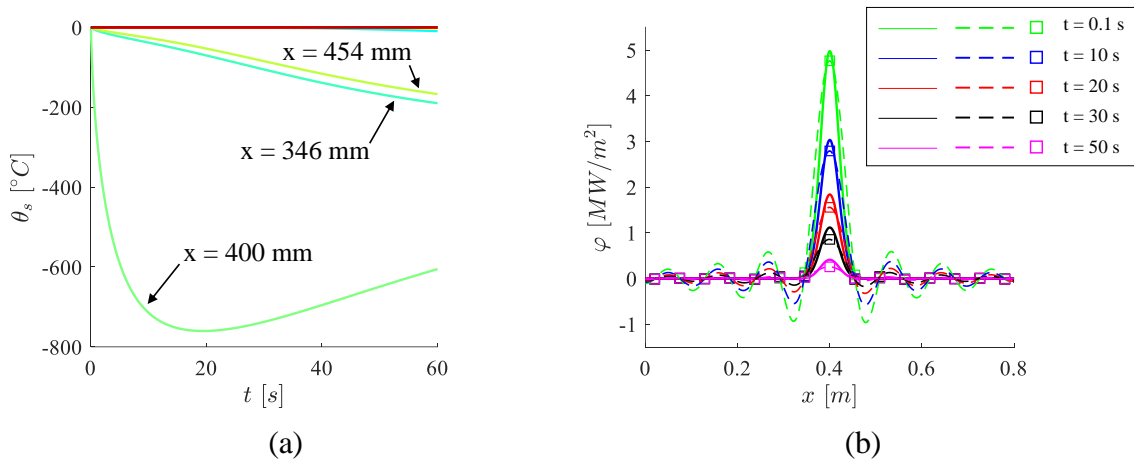 0
-200
-400
-600
-800
θs [°C]
x = 454 mm
x = 346 mm
x = 400 mm
0 20 40 60
t [s]
(a)
5
4
3
2
1
0
-1
φ [MW/m²]
t = 0.1 s
t = 10 s
t = 20 s
t = 30 s
t = 50 s
0 0.2 0.4 0.6 0.8
x [m]
(b)